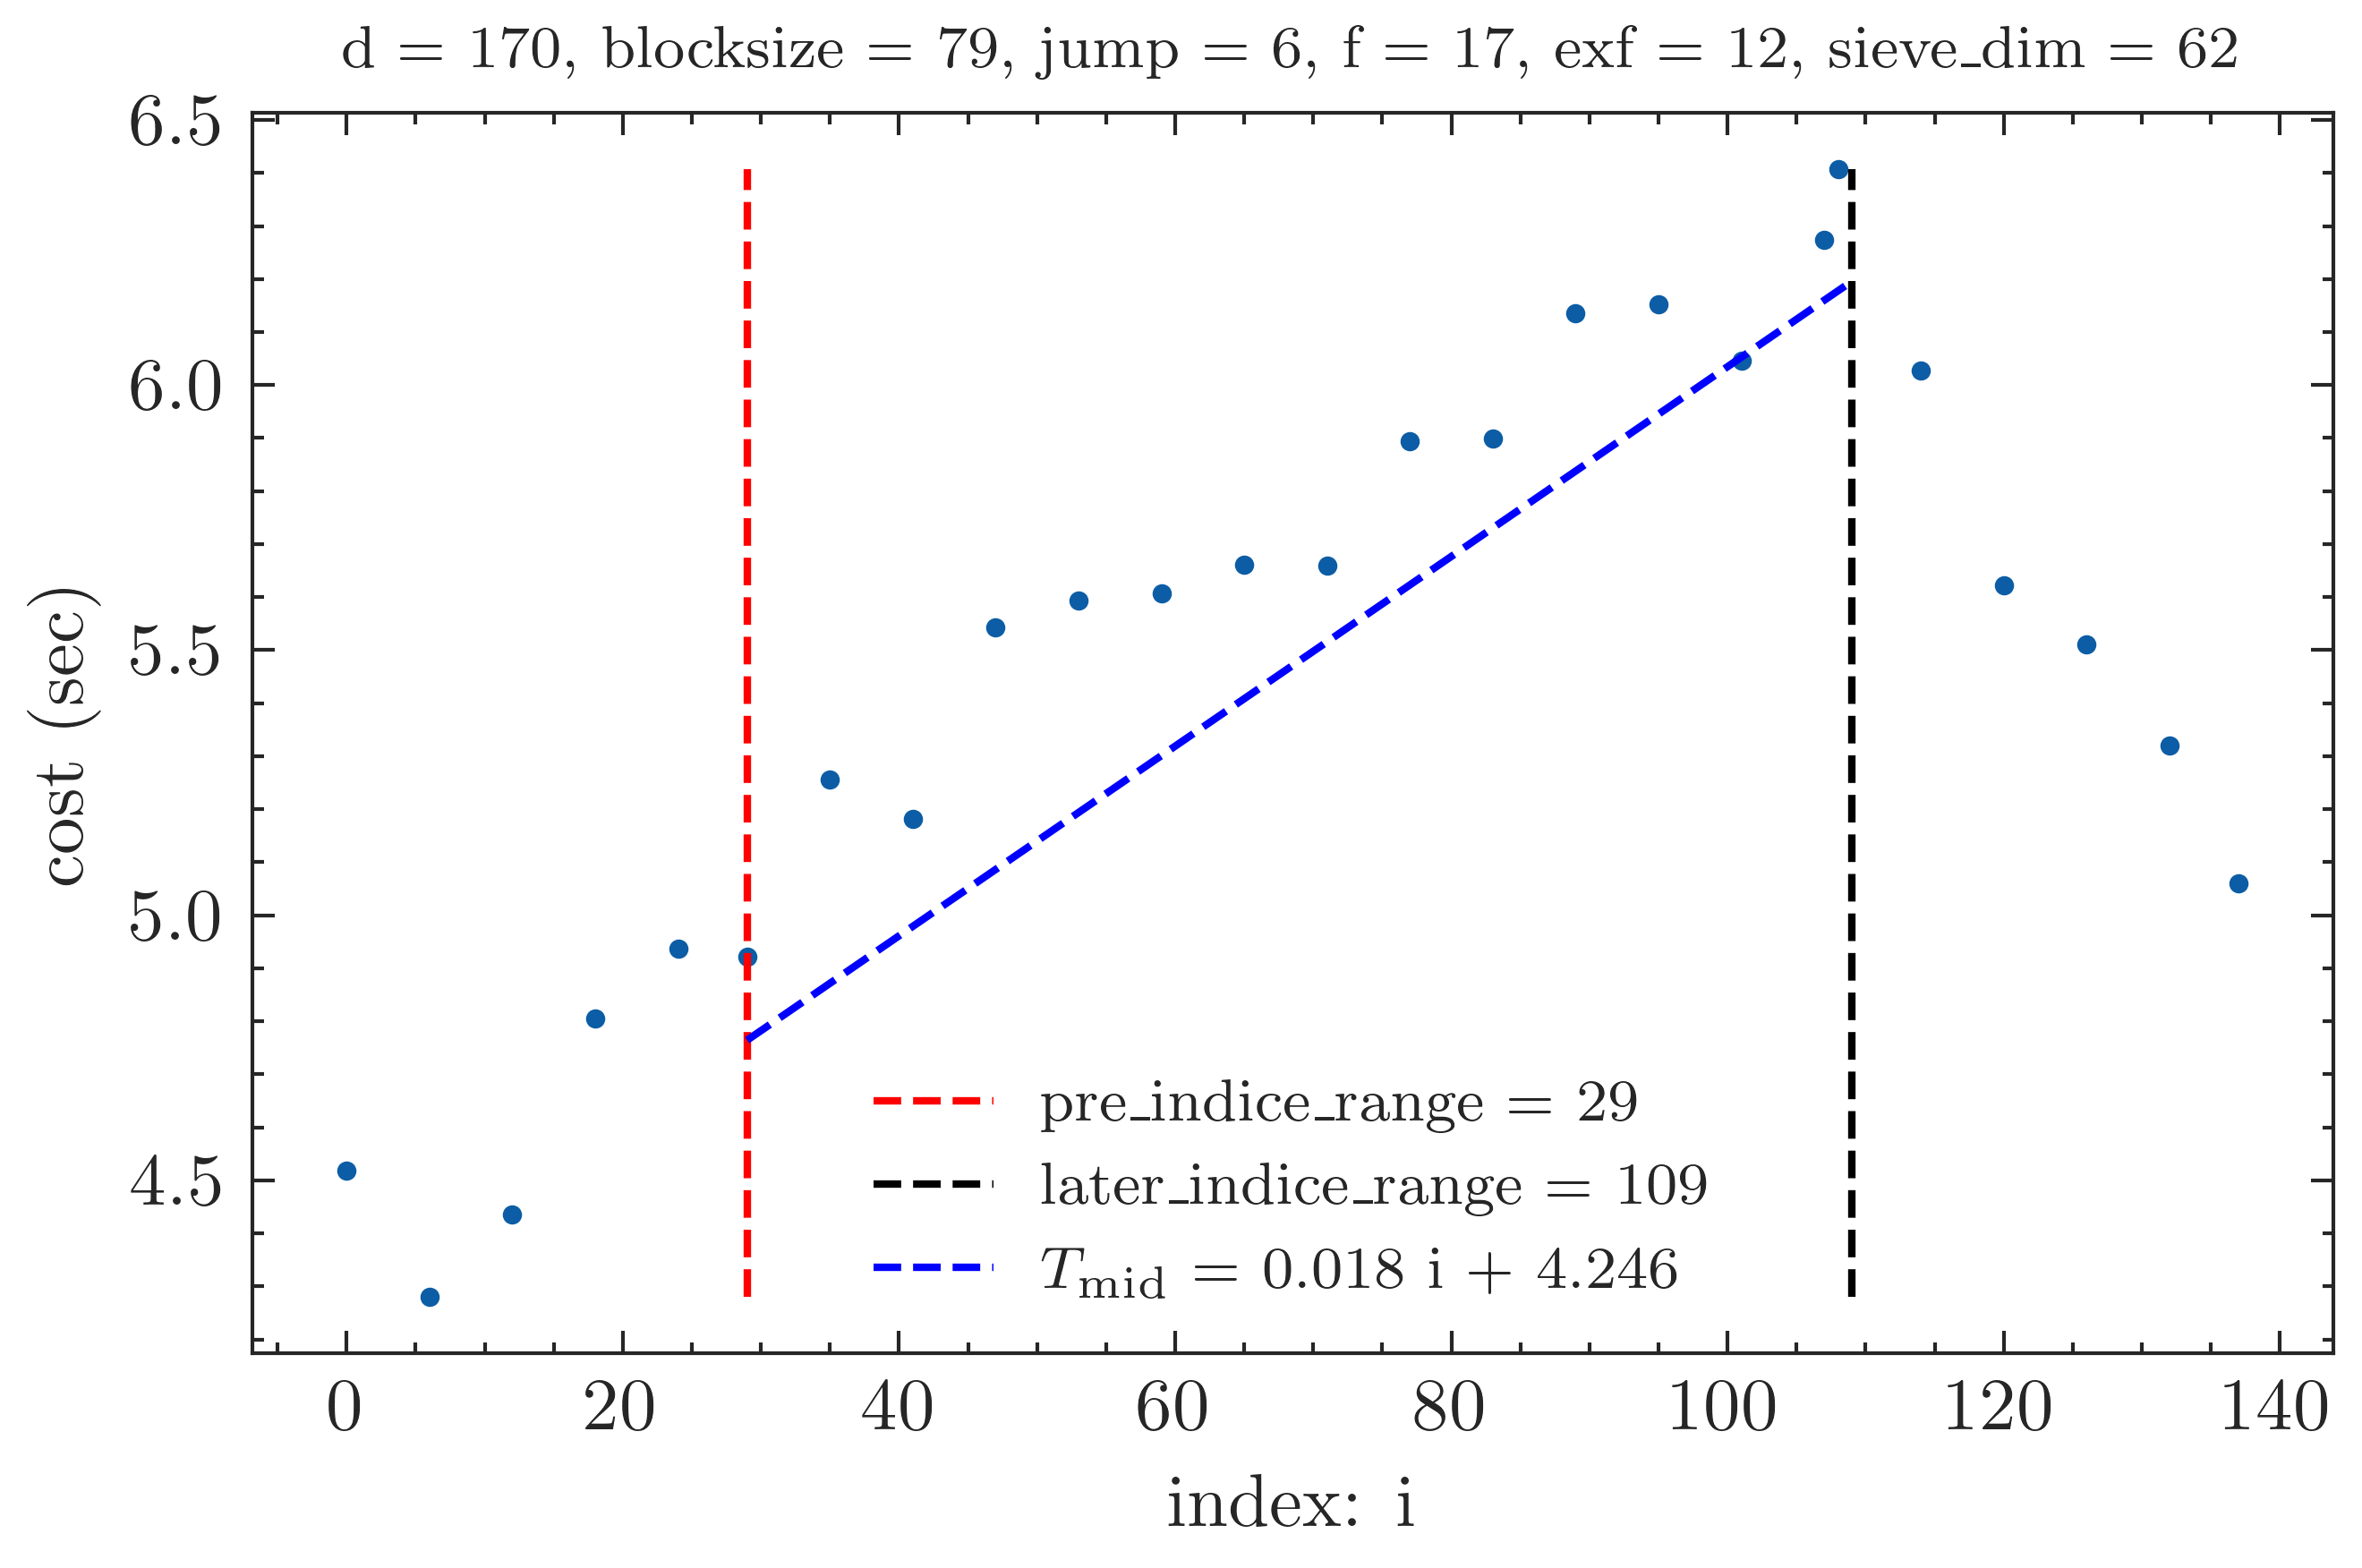 d = 170, blocksize = 79, jump = 6, f = 17, exf = 12, sieve_dim = 62
6.5
6.0
5.5
5.0
4.5
cost (sec)
pre_indice_range = 29
later_indice_range = 109
T_mid = 0.018 i + 4.246
0 20 40 60 80 100 120 140
index: i